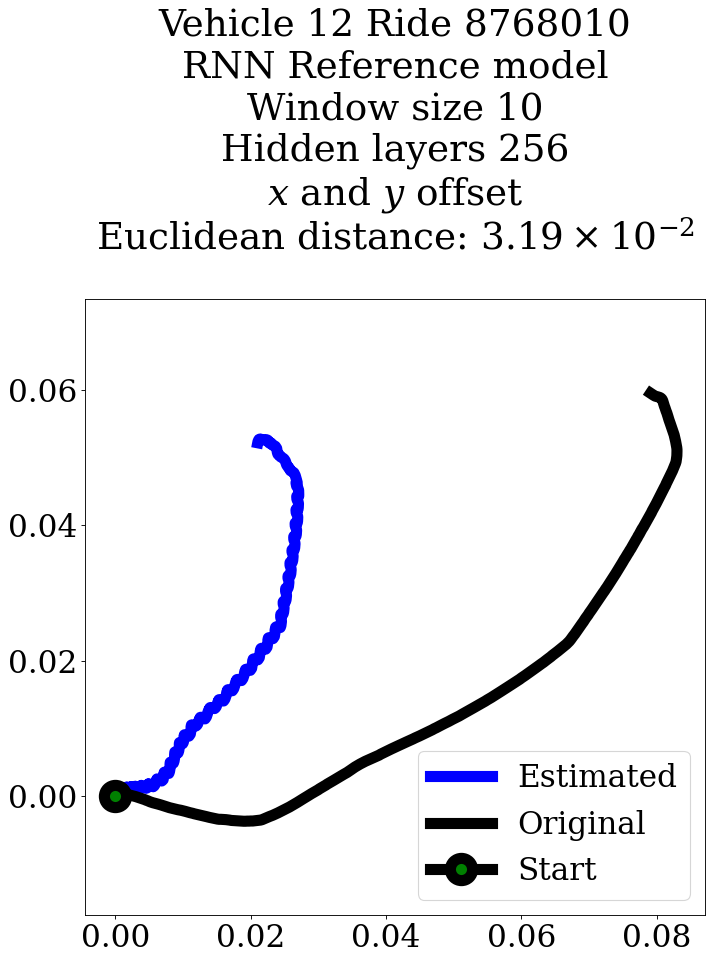 Vehicle 12 Ride 8768010
RNN Reference model
Window size 10
Hidden layers 256
x and y offset
Euclidean distance: 3.19 × 10⁻²
0.06
0.04
0.02
0.00
Estimated
Original
Start
0.00 0.02 0.04 0.06 0.08